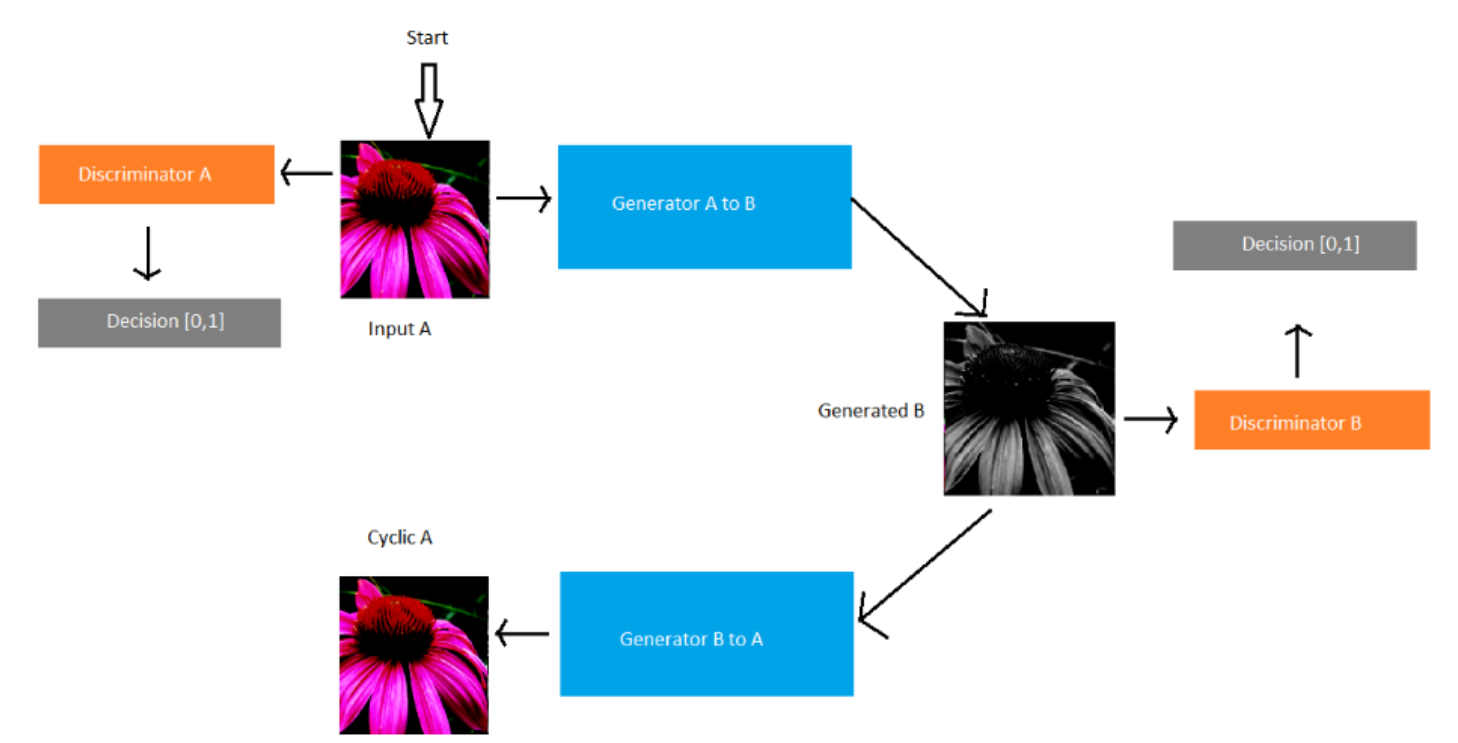 Start
Discriminator A
Generator A to B
Decision [0,1]
Decision [0,1]
Input A
Generated B
Discriminator B
Cyclic A
Generator B to A